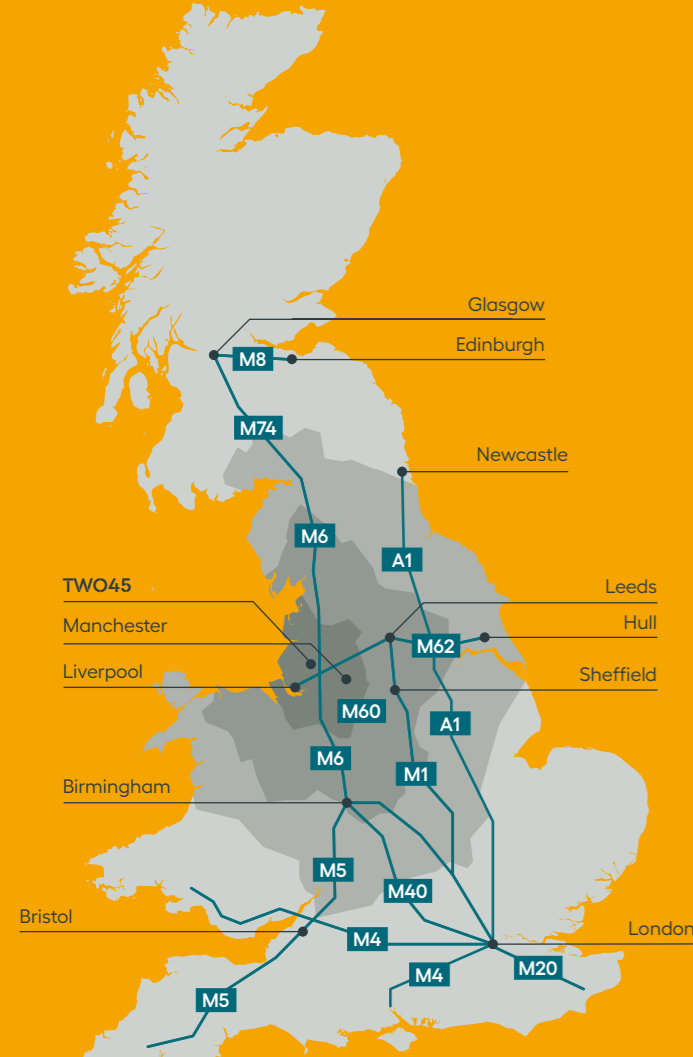 Glasgow
Edinburgh
M8
M74
Newcastle
M6
A1
TWO45
Leeds
Manchester
Hull
M62
Liverpool
Sheffield
M60
A1
M6
M1
Birmingham
M5
M40
Bristol
London
M4
M20
M4
M5